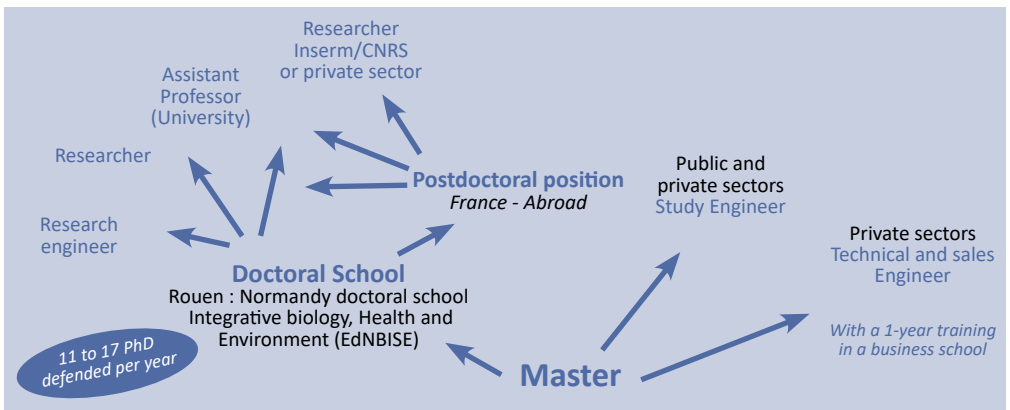 Researcher
Inserm/CNRS
or private sector
Assistant
Professor
(University)
Researcher
Research
engineer
Postdoctoral position
France - Abroad
Public and
private sectors
Study Engineer
Private sectors
Technical and sales
Engineer
With a 1-year training
in a business school
Doctoral School
Rouen : Normandy doctoral school
Integrative biology, Health and
Environment (EdNBISE)
11 to 17 PhD
defended per year
Master